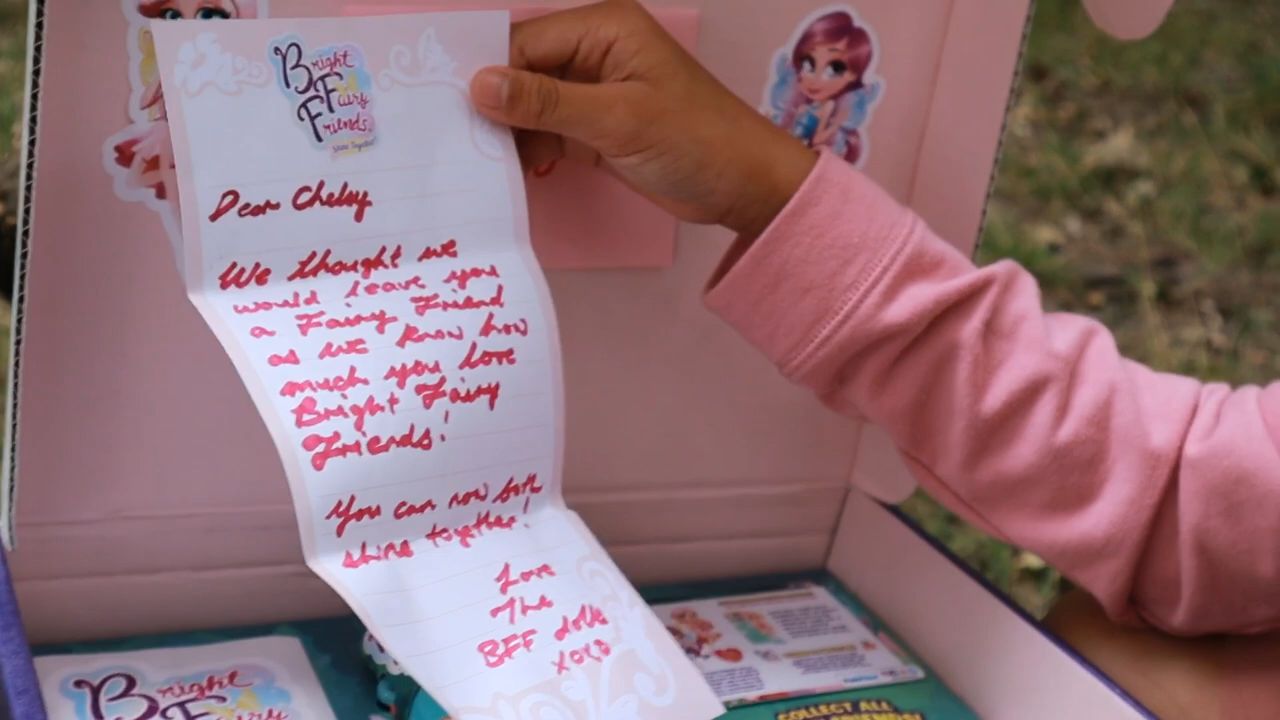 Bright
Fairy
Friends
Shine Together
Dear Chelsy
We thought we
would leave you
a Fairy Friend
as we know how
much you love
Bright Fairy
Friends!
You can now both
shine together!
Love
The
BFF dolls
xoxo
Bright
Fairy
COLLECT ALL